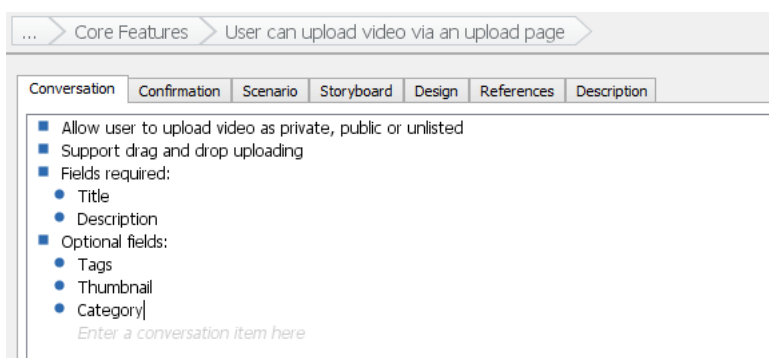 ... Core Features User can upload video via an upload page
Conversation Confirmation Scenario Storyboard Design References Description
Allow user to upload video as private, public or unlisted
Support drag and drop uploading
Fields required:
Title
Description
Optional fields:
Tags
Thumbnail
Category
Enter a conversation item here